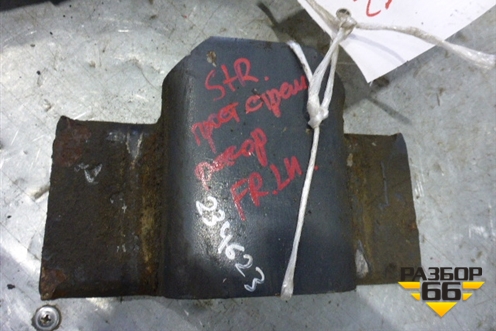 StR.
прост. стрем
рессор
FR LH
234623
РАЗБОР
66